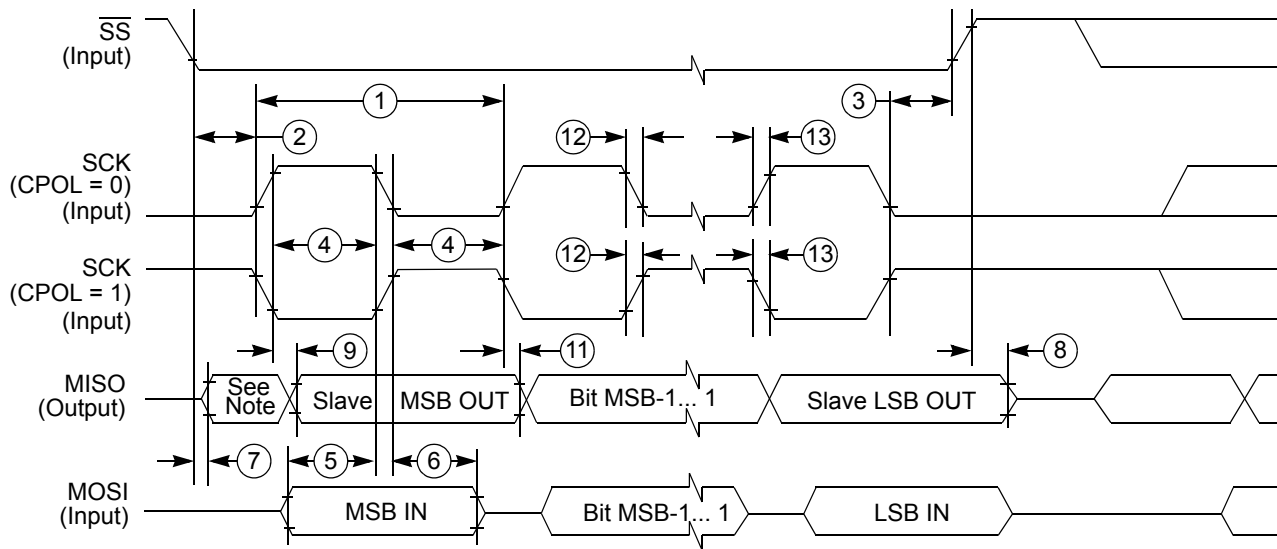 SS
(Input)
1
3
2
12
13
SCK
(CPOL = 0)
(Input)
4
4
SCK
(CPOL = 1)
(Input)
12
13
9
11
8
MISO
(Output)
See
Note
Slave
MSB OUT
Bit MSB-1... 1
Slave LSB OUT
7
5
6
MOSI
(Input)
MSB IN
Bit MSB-1... 1
LSB IN